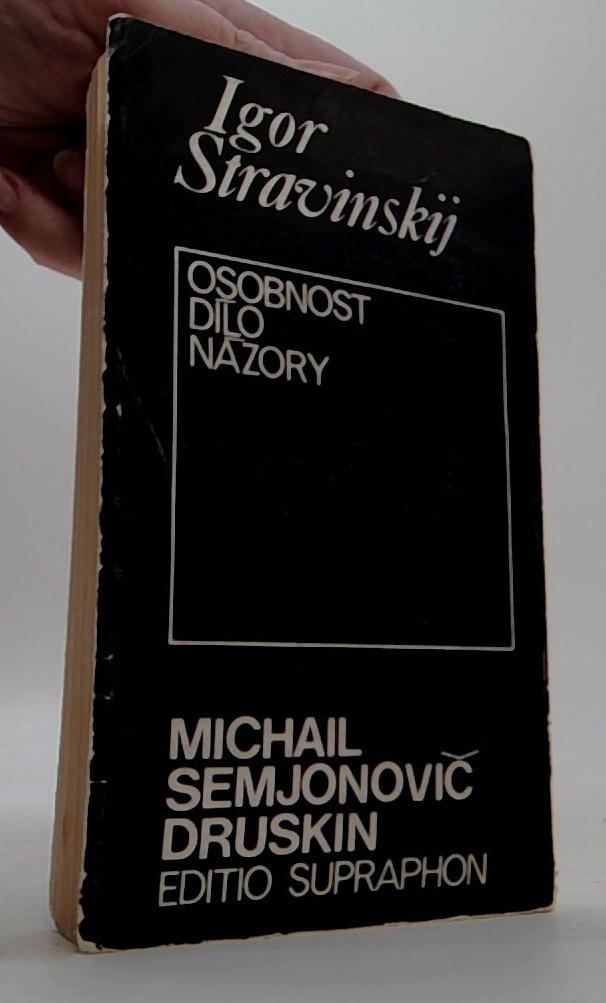 Igor
Stravinskij
OSOBNOST
DÍLO
NÁZORY
MICHAIL
SEMJONOVIČ
DRUSKIN
EDITIO SUPRAPHON